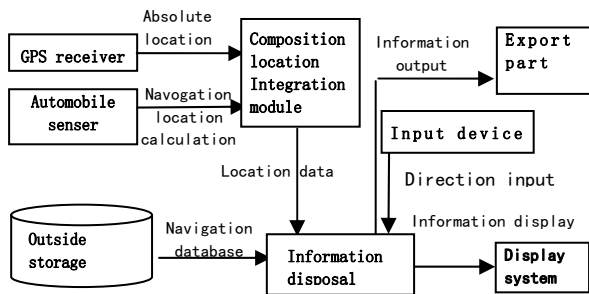 Absolute
location
GPS receiver
Composition
location
Integration
module
Information
output
Export
part
Automobile
senser
Navogation
location
calculation
Input device
Location data
Direction input
Outside
storage
Navigation
database
Information
disposal
Information display
Display
system